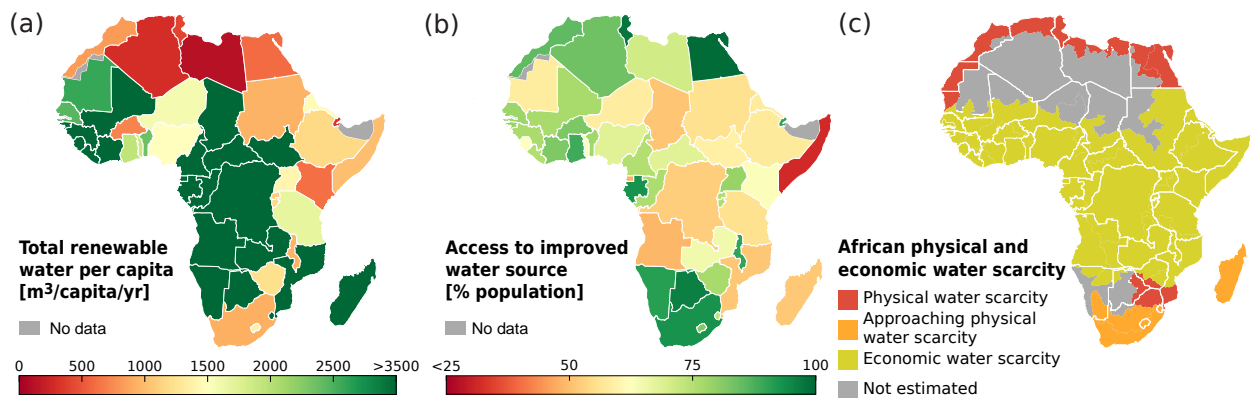 (a)
Total renewable
water per capita
[m³/capita/yr]
No data
0 500 1000 1500 2000 2500 >3500
(b)
Access to improved
water source
[% population]
No data
<25 50 75 100
(c)
African physical and
economic water scarcity
Physical water scarcity
Approaching physical
water scarcity
Economic water scarcity
Not estimated